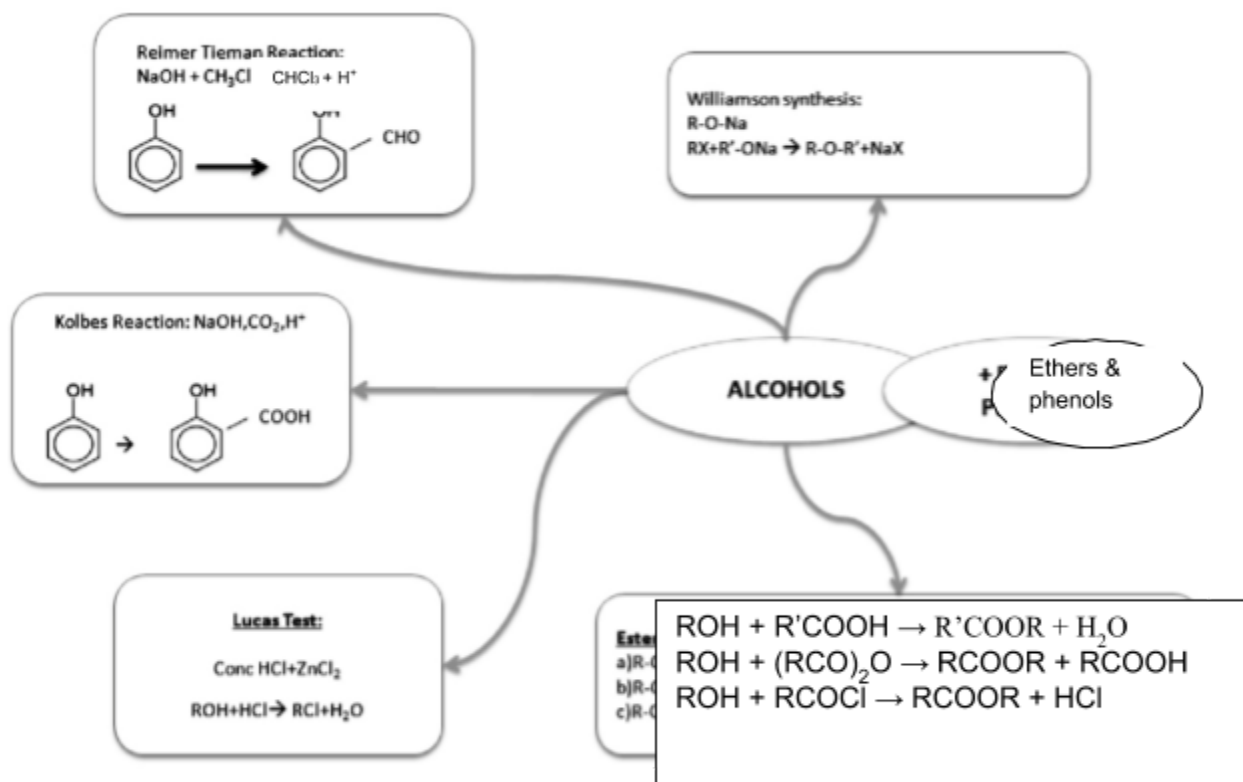 Reimer Tieman Reaction:
NaOH + CH₃Cl CHCl₃ + H⁺
OH
OH
CHO
Williamson synthesis:
R-O-Na
RX+R'-ONa → R-O-R'+NaX
Kolbes Reaction: NaOH,CO₂,H⁺
OH
OH
COOH
→
ALCOHOLS
+
P
Ethers &
phenols
Lucas Test:
Conc HCl+ZnCl₂
ROH+HCl→ RCl+H₂O
Ester
a)R-
b)R-
c)R-
ROH + R'COOH → R'COOR + H₂O
ROH + (RCO)₂O → RCOOR + RCOOH
ROH + RCOCl → RCOOR + HCl